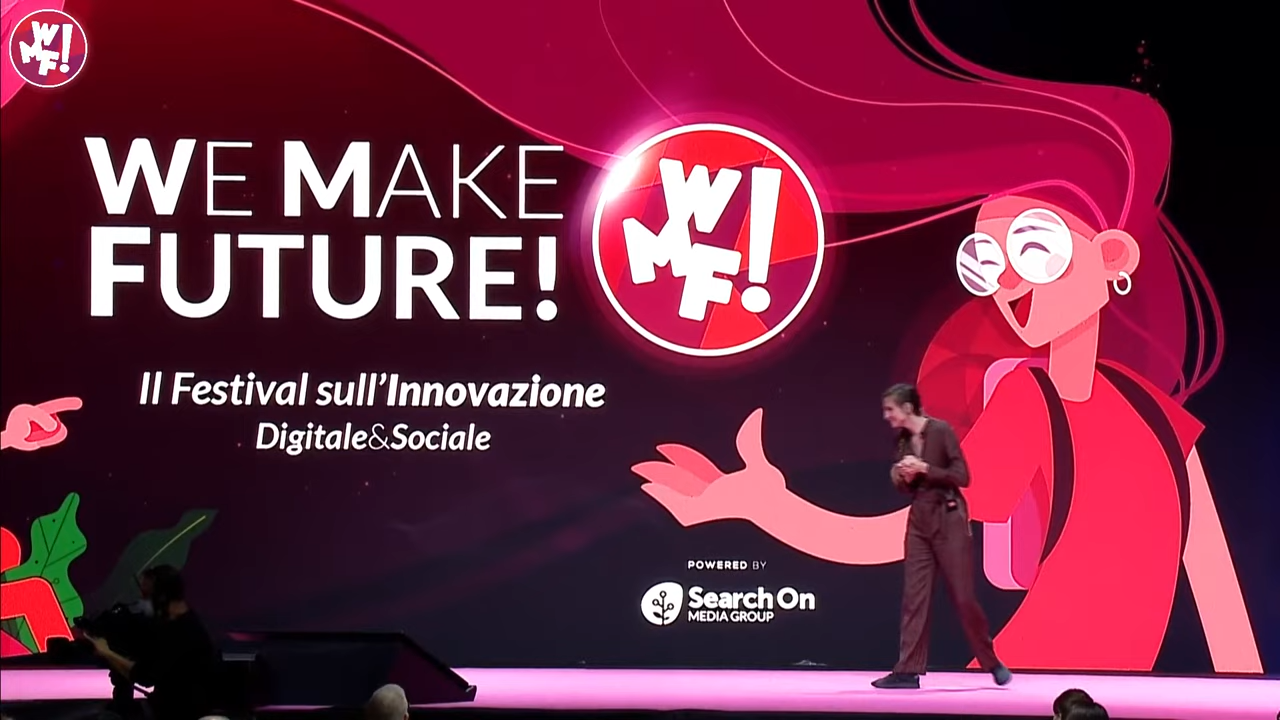 WMF!
WE MAKE
FUTURE!
WMF!
Il Festival sull'Innovazione
Digitale&Sociale
POWERED BY
Search On
MEDIA GROUP